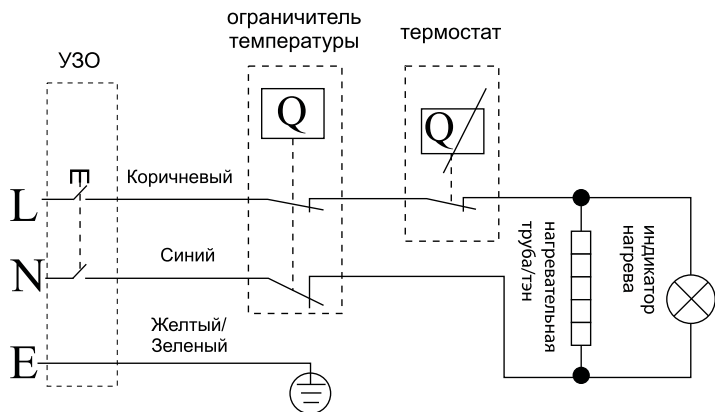 ограничитель
температуры
термостат
УЗО
Q
Q
L
Коричневый
N
Синий
E
Желтый/
Зеленый
нагревательная
труба/тэн
индикатор
нагрева